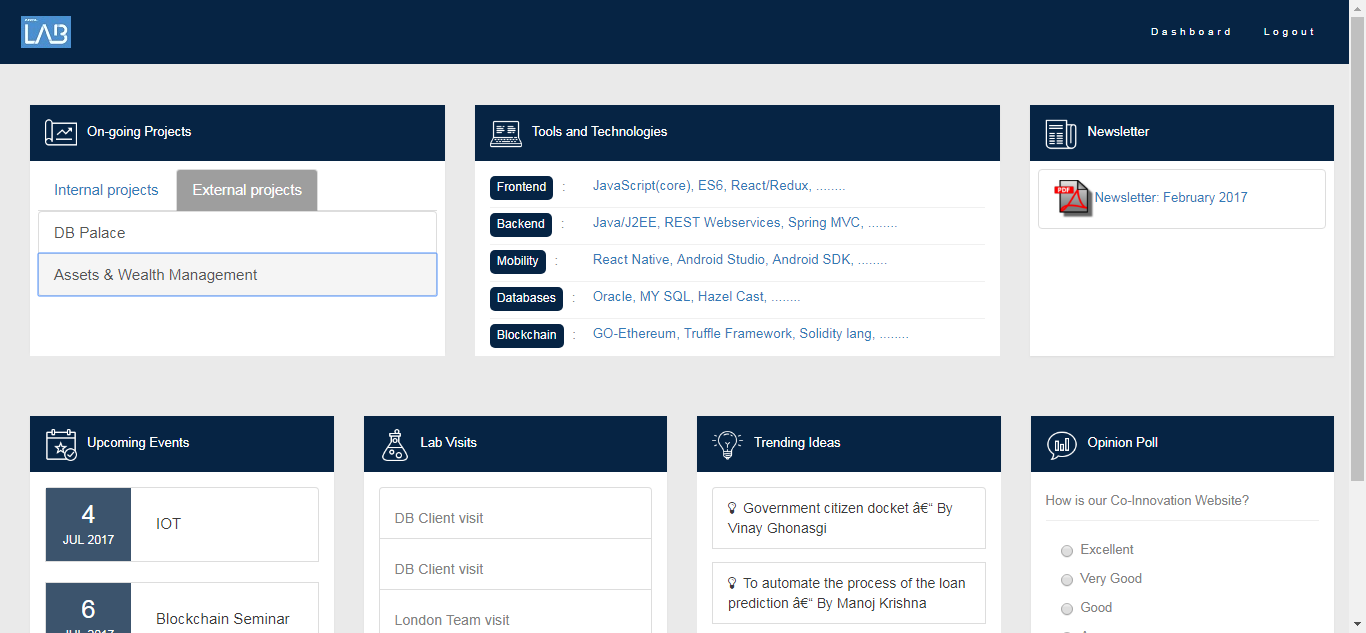 LAB
Dashboard Logout
On-going Projects
Internal projects External projects
DB Palace
Assets & Wealth Management
Tools and Technologies
Frontend : JavaScript(core), ES6, React/Redux, ........
Backend : Java/J2EE, REST Webservices, Spring MVC, ........
Mobility : React Native, Android Studio, Android SDK, ........
Databases : Oracle, MY SQL, Hazel Cast, ........
Blockchain : GO-Ethereum, Truffle Framework, Solidity lang, ........
Newsletter
PDF
Newsletter: February 2017
Upcoming Events
4
JUL 2017
IOT
6
JUL 2017
Blockchain Seminar
Lab Visits
DB Client visit
DB Client visit
London Team visit
Trending Ideas
Government citizen docket â€“ By
Vinay Ghonasgi
To automate the process of the loan
prediction â€“ By Manoj Krishna
Opinion Poll
How is our Co-Innovation Website?
Excellent
Very Good
Good